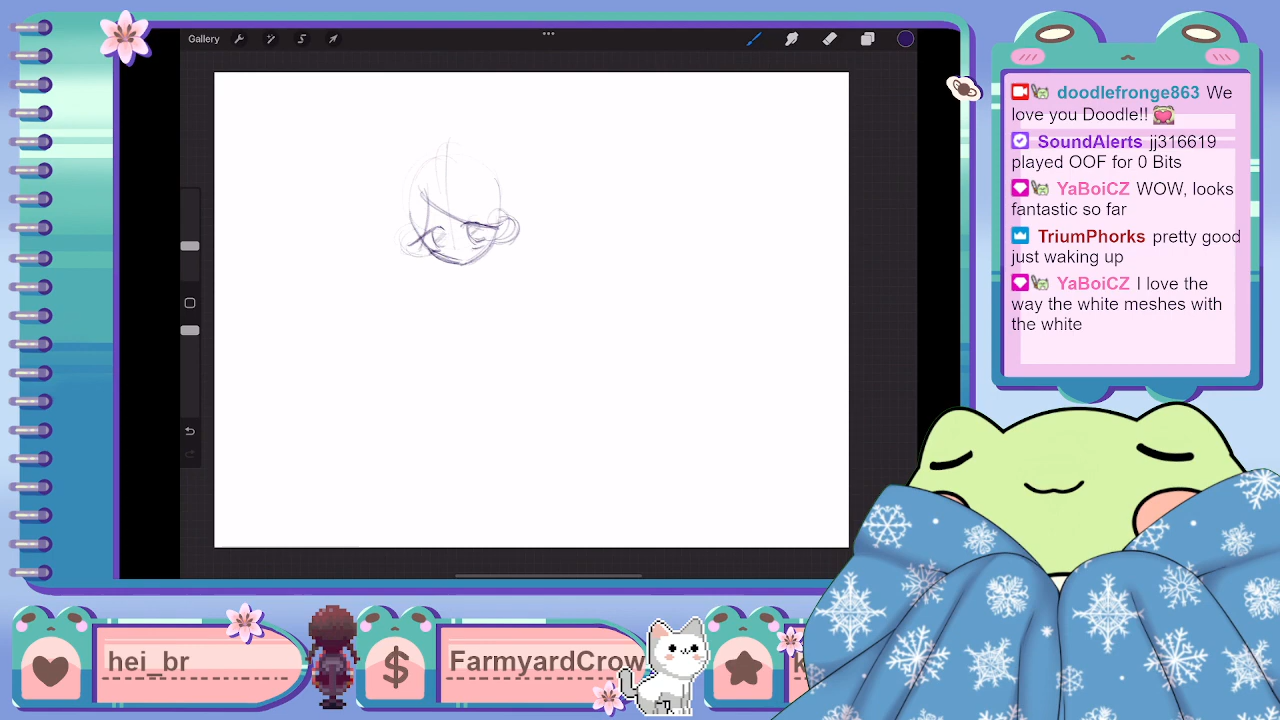 Gallery
doodlefronge863 We
love you Doodle!!
SoundAlerts jj316619
played OOF for 0 Bits
YaBoiCZ WOW, looks
fantastic so far
TriumPhorks pretty good
just waking up
YaBoiCZ I love the
way the white meshes with
the white
hei_br
$
FarmyardCrow